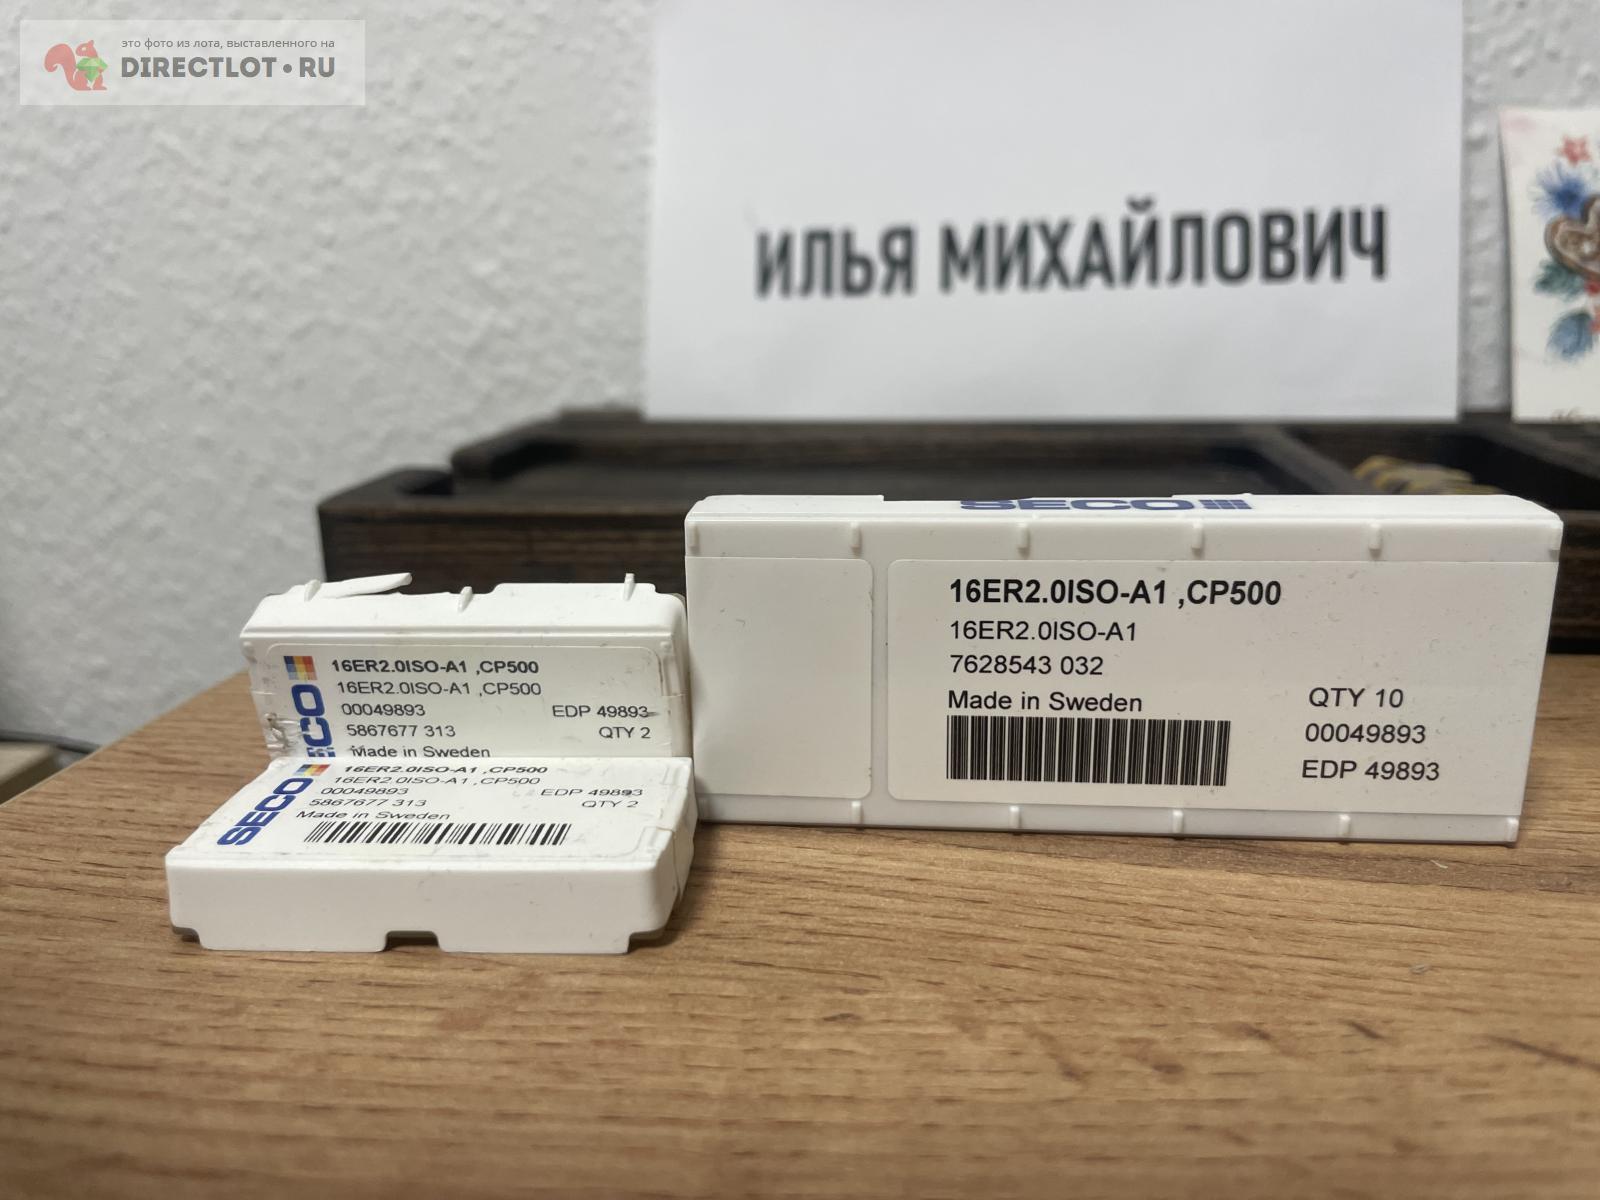 это фото из лота, выставленного на
DIRECTLOT•RU
ИЛЬЯ МИХАЙЛОВИЧ
SECO
16ER2.0ISO-A1 ,CP500
16ER2.0ISO-A1
7628543 032
Made in Sweden
QTY 10
00049893
EDP 49893
SECO
16ER2.0ISO-A1 ,CP500
16ER2.0ISO-A1 ,CP500
00049893 EDP 49893
5867677 313 QTY 2
Made in Sweden
SECO
16ER2.0ISO-A1 ,CP500
16ER2.0ISO-A1 ,CP500
00049893 EDP 49893
5867677 313 QTY 2
Made in Sweden